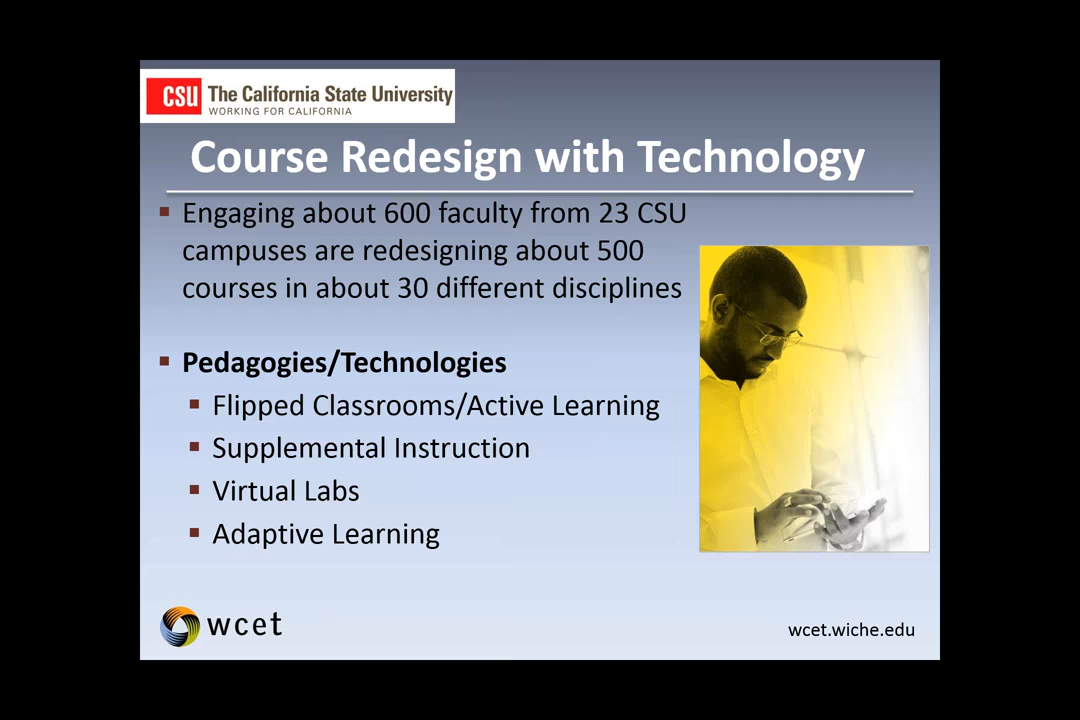 CSU The California State University
WORKING FOR CALIFORNIA
Course Redesign with Technology
Engaging about 600 faculty from 23 CSU
campuses are redesigning about 500
courses in about 30 different disciplines
Pedagogies/Technologies
Flipped Classrooms/Active Learning
Supplemental Instruction
Virtual Labs
Adaptive Learning
wcet
wcet.wiche.edu